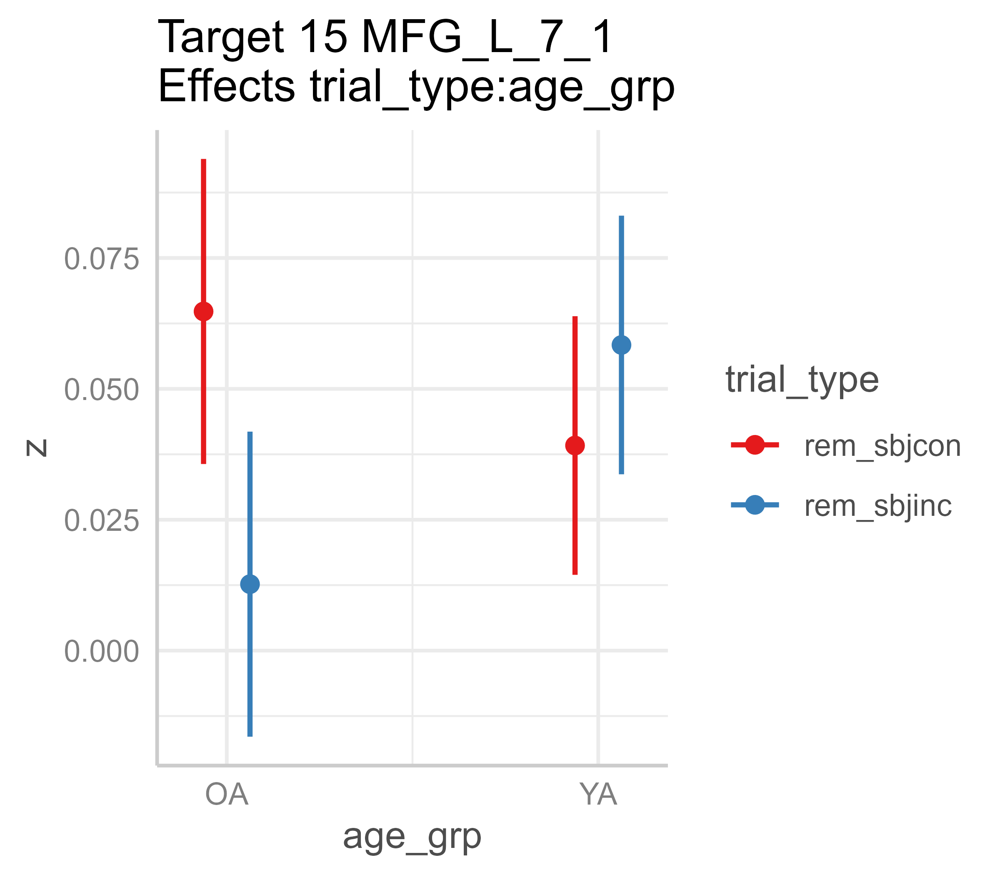 Target 15 MFG_L_7_1
Effects trial_type:age_grp
0.075
0.050
0.025
0.000
z
OA
YA
age_grp
trial_type
rem_sbjcon
rem_sbjinc